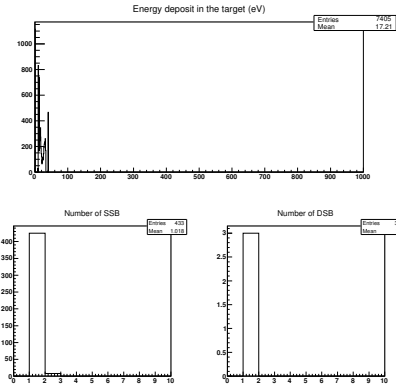 Energy deposit in the target (eV)
Entries 7405
Mean 17.21
1000
800
600
400
200
0
0 100 200 300 400 500 600 700 800 900 1000
Number of SSB
Entries 433
Mean 1.018
400
350
300
250
200
150
100
50
0
0 1 2 3 4 5 6 7 8 9 10
Number of DSB
Entries
Mean
3
2.5
2
1.5
1
0.5
0
0 1 2 3 4 5 6 7 8 9 10